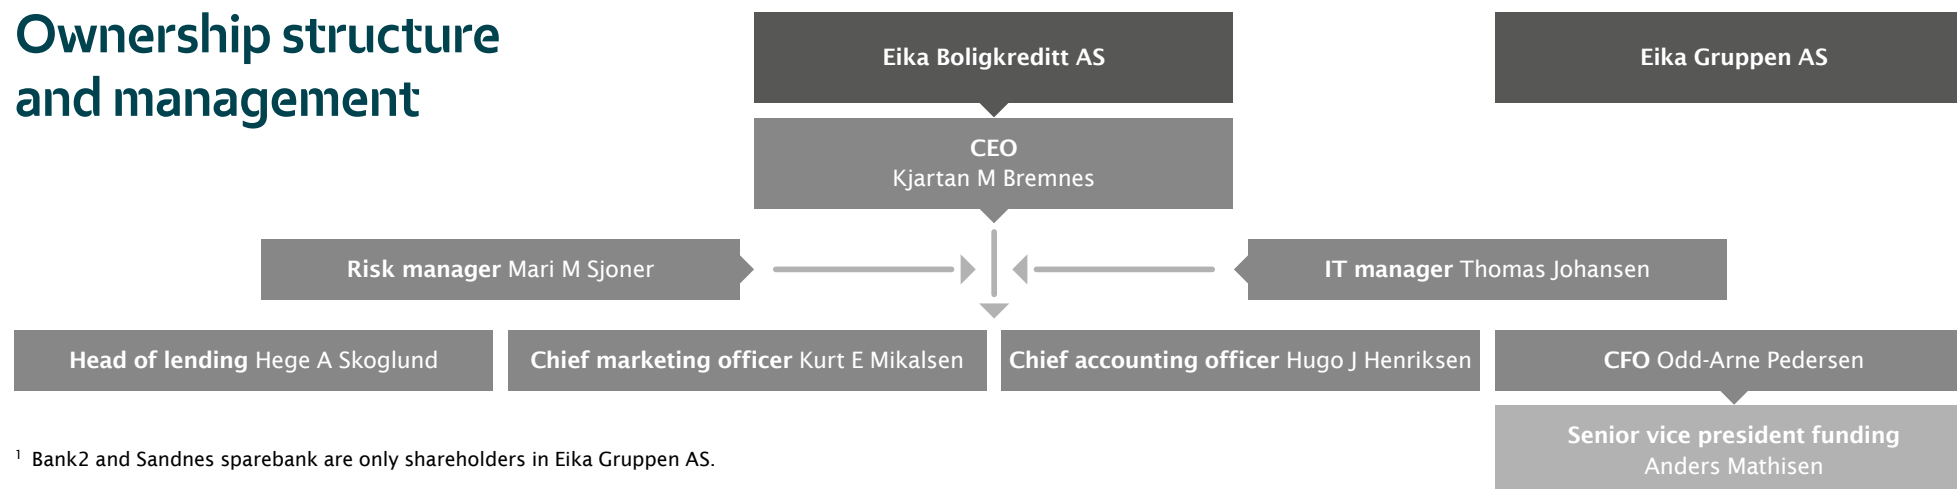 Ownership structure
and management
Eika Boligkreditt AS
Eika Gruppen AS
CEO
Kjartan M Bremnes
Risk manager Mari M Sjoner
IT manager Thomas Johansen
Head of lending Hege A Skoglund
Chief marketing officer Kurt E Mikalsen
Chief accounting officer Hugo J Henriksen
CFO Odd-Arne Pedersen
Senior vice president funding
Anders Mathisen
¹ Bank2 and Sandnes sparebank are only shareholders in Eika Gruppen AS.